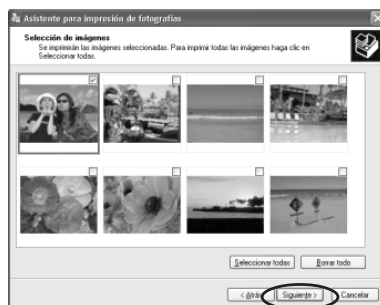 Asistente para impresión de fotografías
Selección de imágenes
Se imprimirán las imágenes seleccionadas. Para imprimir todas las imágenes haga clic en
Seleccionar todas.
Seleccionar todas
Borrar todo
< Atrás
Siguiente >
Cancelar